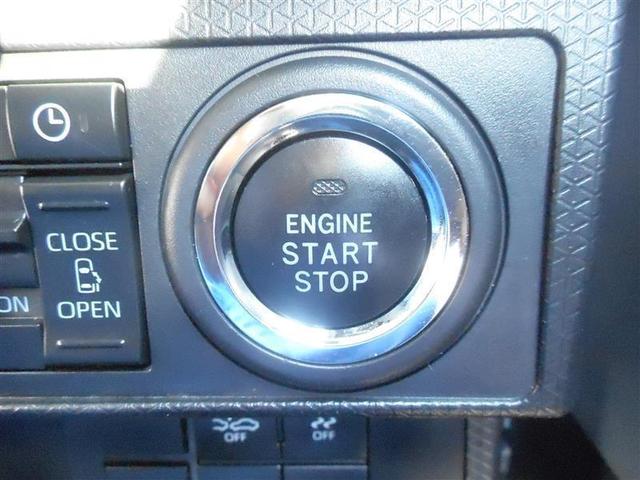 ENGINE
START
STOP
CLOSE
OPEN
ON
OFF
OFF